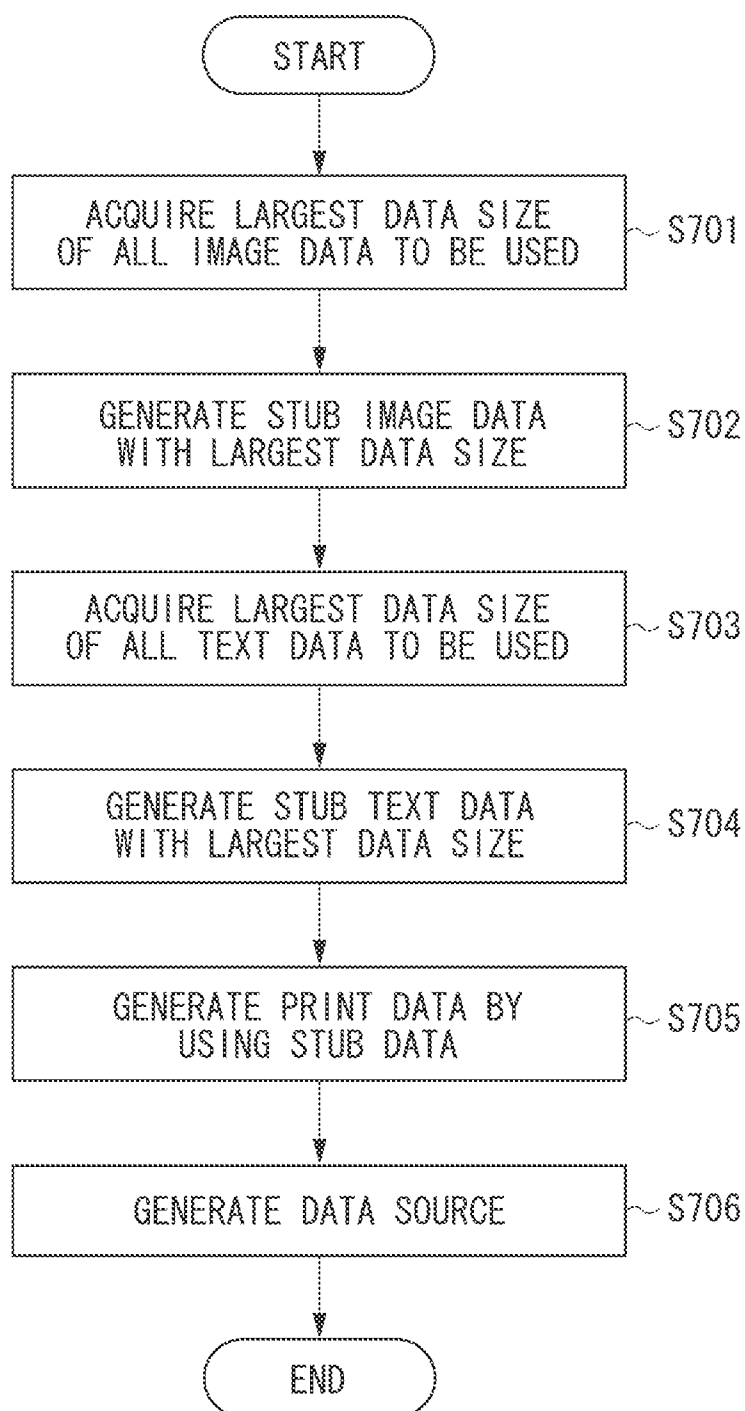 START
ACQUIRE LARGEST DATA SIZE
OF ALL IMAGE DATA TO BE USED
S701
GENERATE STUB IMAGE DATA
WITH LARGEST DATA SIZE
S702
ACQUIRE LARGEST DATA SIZE
OF ALL TEXT DATA TO BE USED
S703
GENERATE STUB TEXT DATA
WITH LARGEST DATA SIZE
S704
GENERATE PRINT DATA BY
USING STUB DATA
S705
GENERATE DATA SOURCE
S706
END